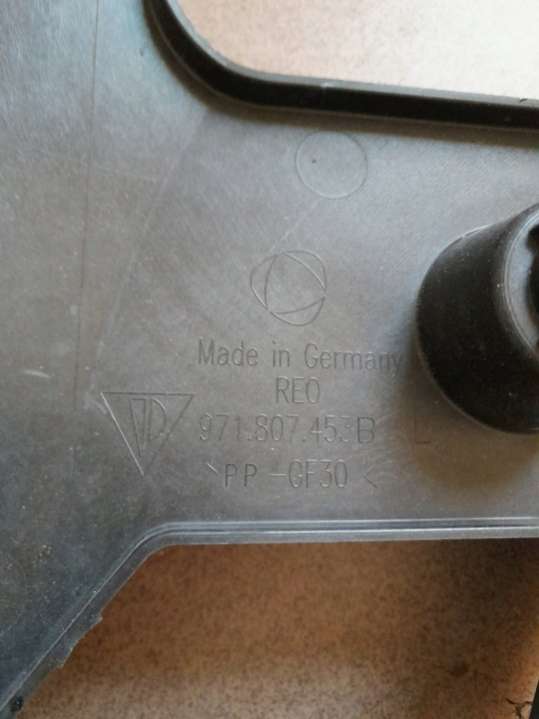 Made in Germany
REO
971.807.453B L
>PP-GF30<